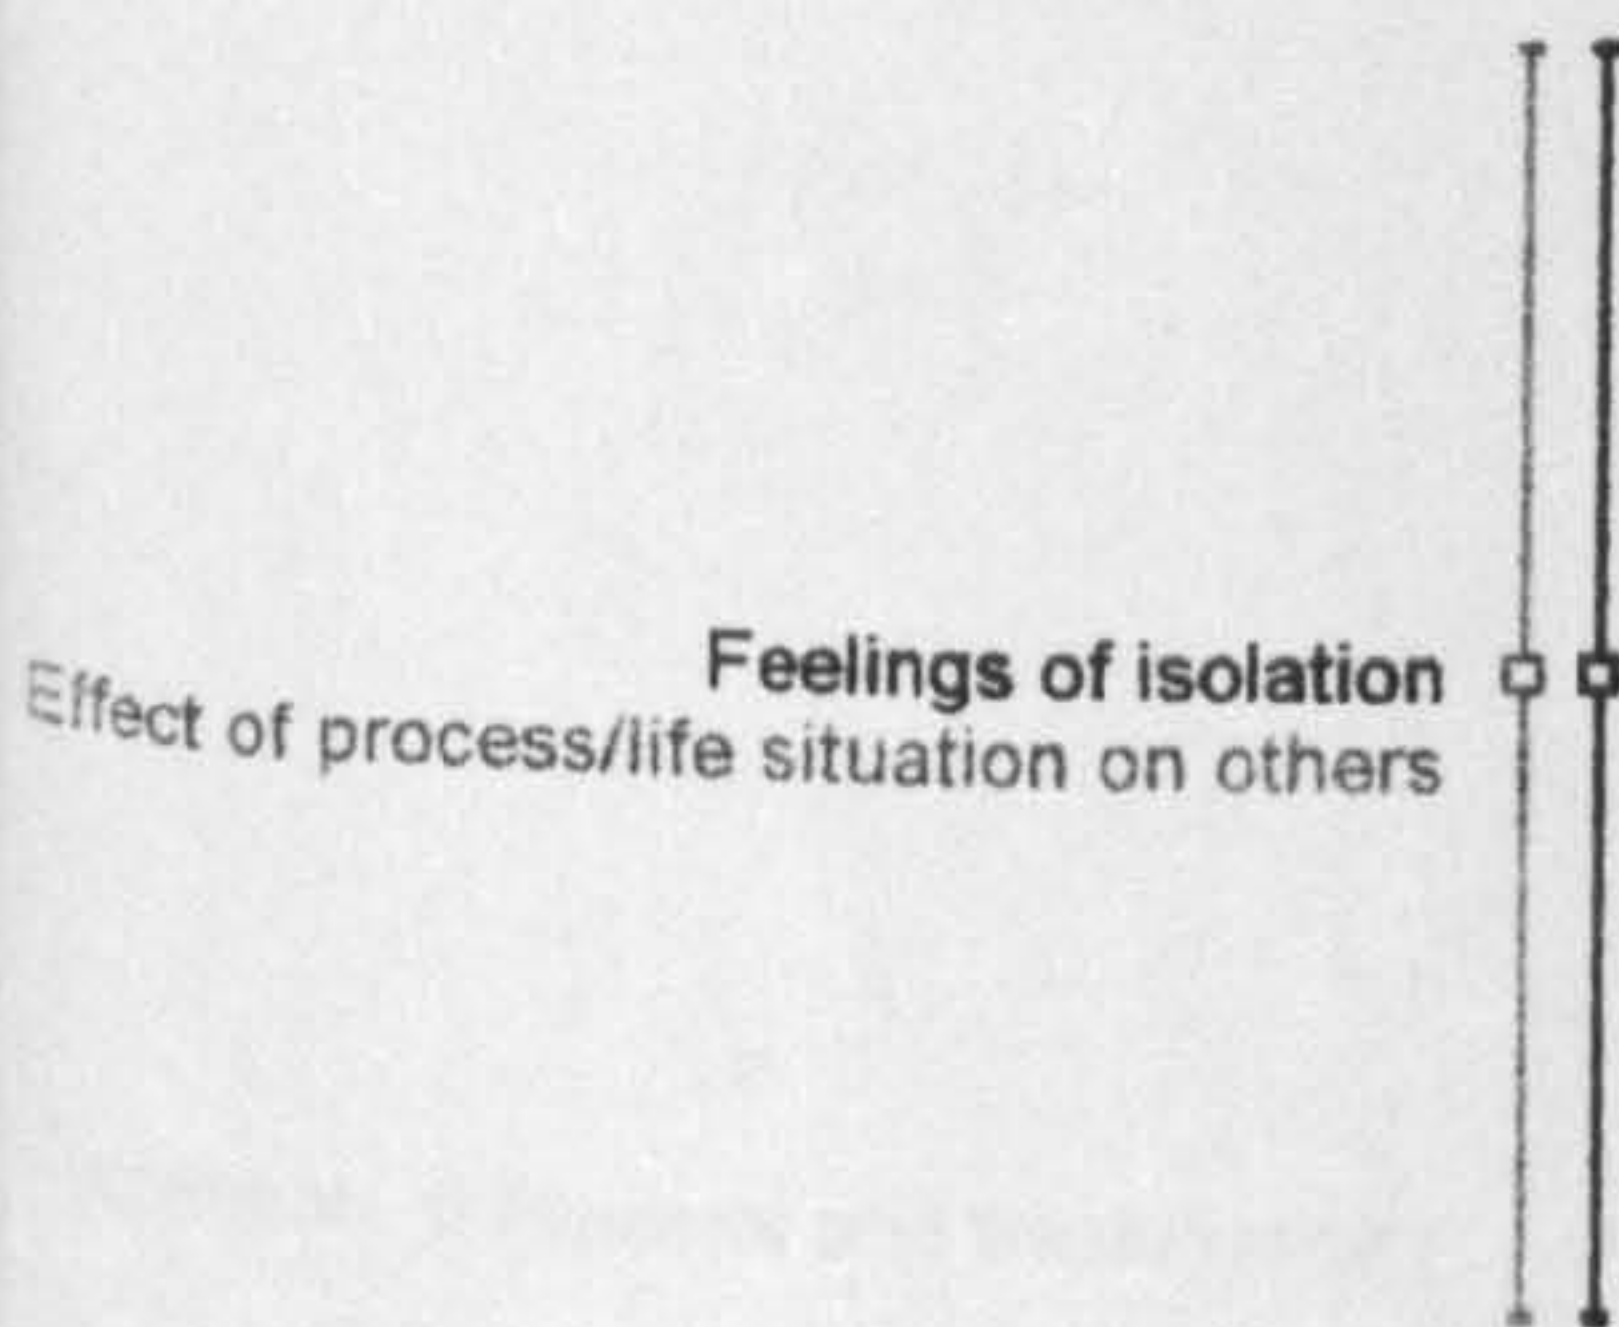 Feelings of isolation
Effect of process/life situation on others